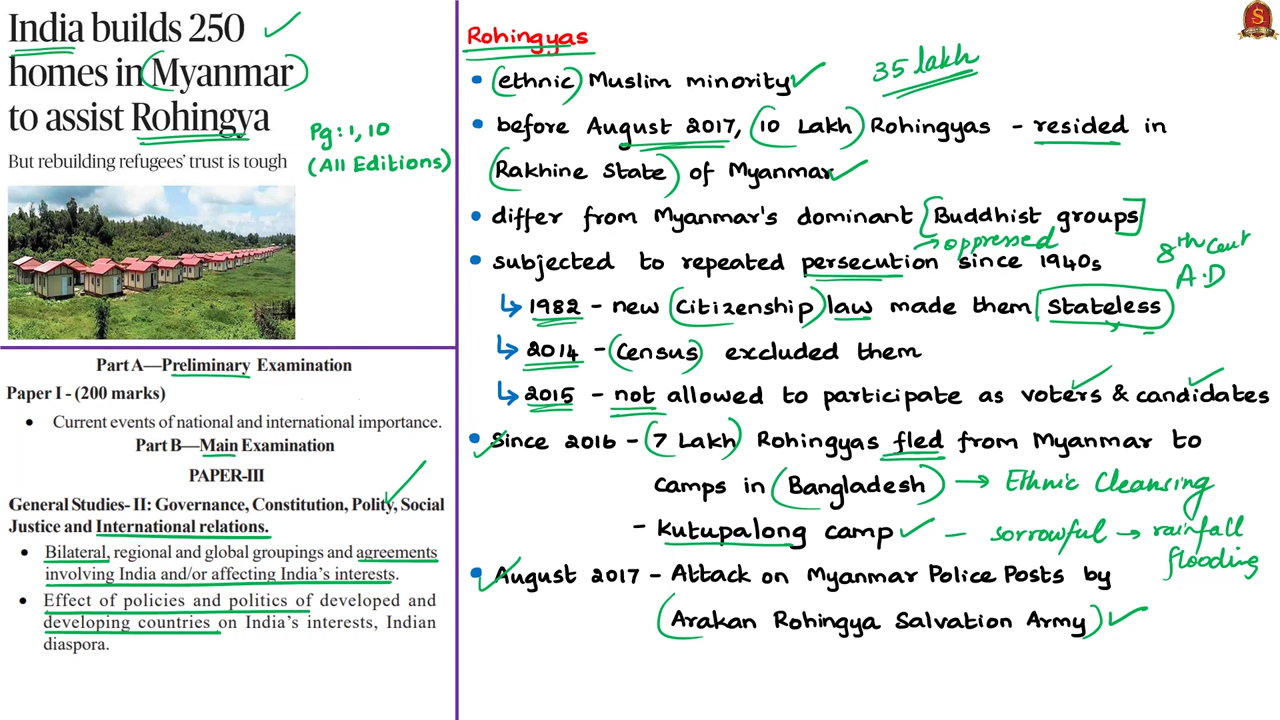 India builds 250
homes in Myanmar
to assist Rohingya
But rebuilding refugees' trust is tough
Pg: 1, 10
(All Editions)
Part A—Preliminary Examination
Paper I - (200 marks)
• Current events of national and international importance.
Part B—Main Examination
PAPER-III
General Studies- II: Governance, Constitution, Polity, Social
Justice and International relations.
• Bilateral, regional and global groupings and agreements
involving India and/or affecting India's interests.
• Effect of policies and politics of developed and
developing countries on India's interests, Indian
diaspora.
Rohingyas
• (ethnic) Muslim minority
35 lakh
• before August 2017, (10 Lakh) Rohingyas - resided in
(Rakhine State) of Myanmar
• differ from Myanmar's dominant [Buddhist groups]
→ oppressed
8th Cent
A.D
• subjected to repeated persecution since 1940s
↳ 1982 - new (Citizenship) law made them Stateless
↳ 2014 - (Census) excluded them
↳ 2015 - not allowed to participate as voters & candidates
• Since 2016 - (7 Lakh) Rohingyas fled from Myanmar to
camps in (Bangladesh) → Ethnic Cleansing
- Kutupalong camp - sorrowful → rainfall
flooding
• August 2017 - Attack on Myanmar Police Posts by
(Arakan Rohingya Salvation Army)